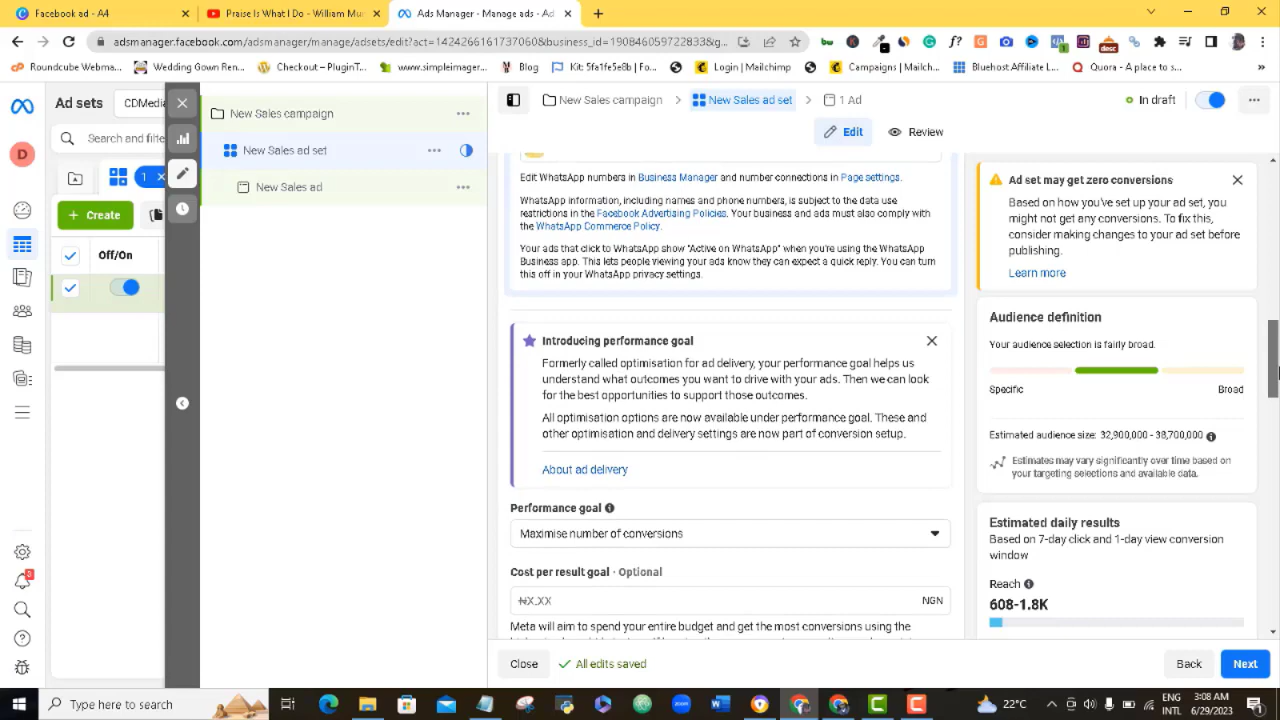 Facebook ad - A4
Praise Is What I Do - William Mu
Ads Manager - Manage ads - Ad
adsmanager.facebook.com/adsmanager/manage/adsets/edit?act=1424266161737060&business_id=190846059722833&g...
Roundcube Webma...
Wedding Gown Ren...
Checkout – PluginT...
www.simpleimager...
Blog
Kit: 5fa1fe5e8b | Fo...
Login | Mailchimp
Campaigns | Mailch...
Bluehost Affiliate L...
Quora - A place to s...
Ad sets
CDMedia
New Sales campaign
New Sales campaign
New Sales ad set
1 Ad
In draft
Edit
Review
Search and filte
New Sales ad set
New Sales ad
D
1
Create
Off/On
Edit WhatsApp numbers in Business Manager and number connections in Page settings.
WhatsApp information, including names and phone numbers, is subject to the data use
restrictions in the Facebook Advertising Policies. Your business and ads must also comply with
the WhatsApp Commerce Policy.
Your ads that click to WhatsApp show "Active on WhatsApp" when you're using the WhatsApp
Business app. This lets people viewing your ads know they can expect a quick reply. You can turn
this off in your WhatsApp privacy settings.
Introducing performance goal
Formerly called optimisation for ad delivery, your performance goal helps us
understand what outcomes you want to drive with your ads. Then we can look
for the best opportunities to support those outcomes.
All optimisation options are now available under performance goal. These and
other optimisation and delivery settings are now part of conversion setup.
About ad delivery
Performance goal
Maximise number of conversions
Cost per result goal · Optional
₦X.XX
NGN
Meta will aim to spend your entire budget and get the most conversions using the
Ad set may get zero conversions
Based on how you've set up your ad set, you
might not get any conversions. To fix this,
consider making changes to your ad set before
publishing.
Learn more
Audience definition
Your audience selection is fairly broad.
Specific
Broad
Estimated audience size: 32,900,000 - 38,700,000
Estimates may vary significantly over time based on
your targeting selections and available data.
Estimated daily results
Based on 7-day click and 1-day view conversion
window
Reach
608-1.8K
Close
All edits saved
Back
Next
Type here to search
22°C
ENG
INTL
3:08 AM
6/29/2023